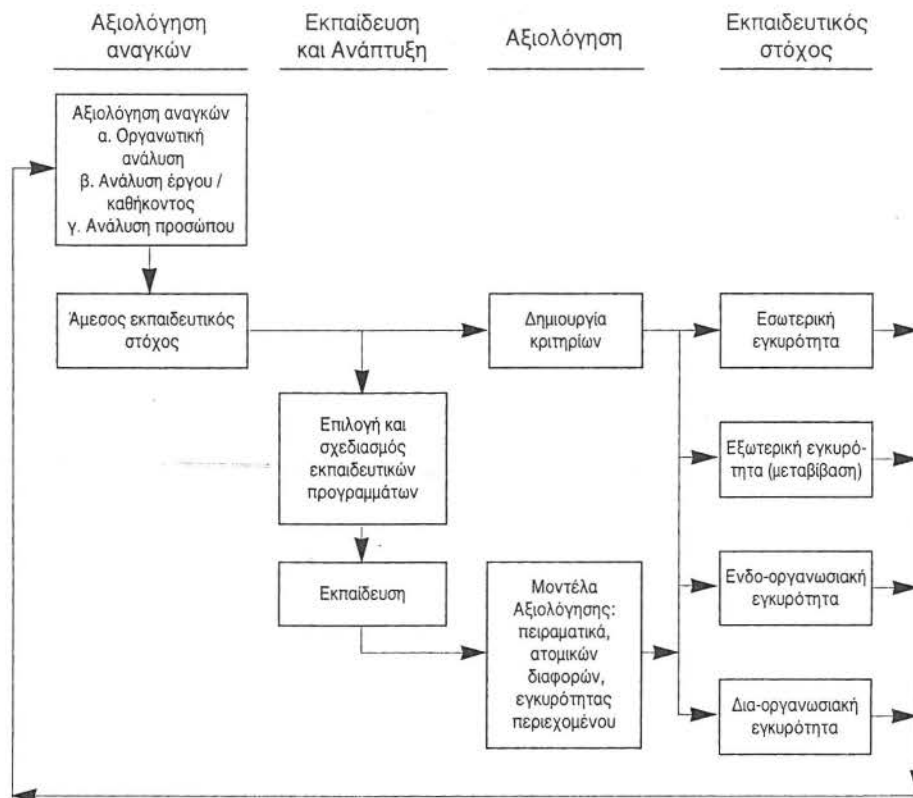 Αξιολόγηση
αναγκών
Εκπαίδευση
και Ανάπτυξη
Αξιολόγηση
Εκπαιδευτικός
στόχος
Αξιολόγηση αναγκών
α. Οργανωτική
ανάλυση
β. Ανάλυση έργου /
καθήκοντος
γ. Ανάλυση προσώπου
Άμεσος εκπαιδευτικός
στόχος
Δημιουργία
κριτηρίων
Εσωτερική
εγκυρότητα
Επιλογή και
σχεδιασμός
εκπαιδευτικών
προγραμμάτων
Εξωτερική εγκυρό-
τητα (μεταβίβαση)
Εκπαίδευση
Μοντέλα
Αξιολόγησης:
πειραματικά,
ατομικών
διαφορών,
εγκυρότητας
περιεχομένου
Ενδο-οργανωσιακή
εγκυρότητα
Δια-οργανωσιακή
εγκυρότητα